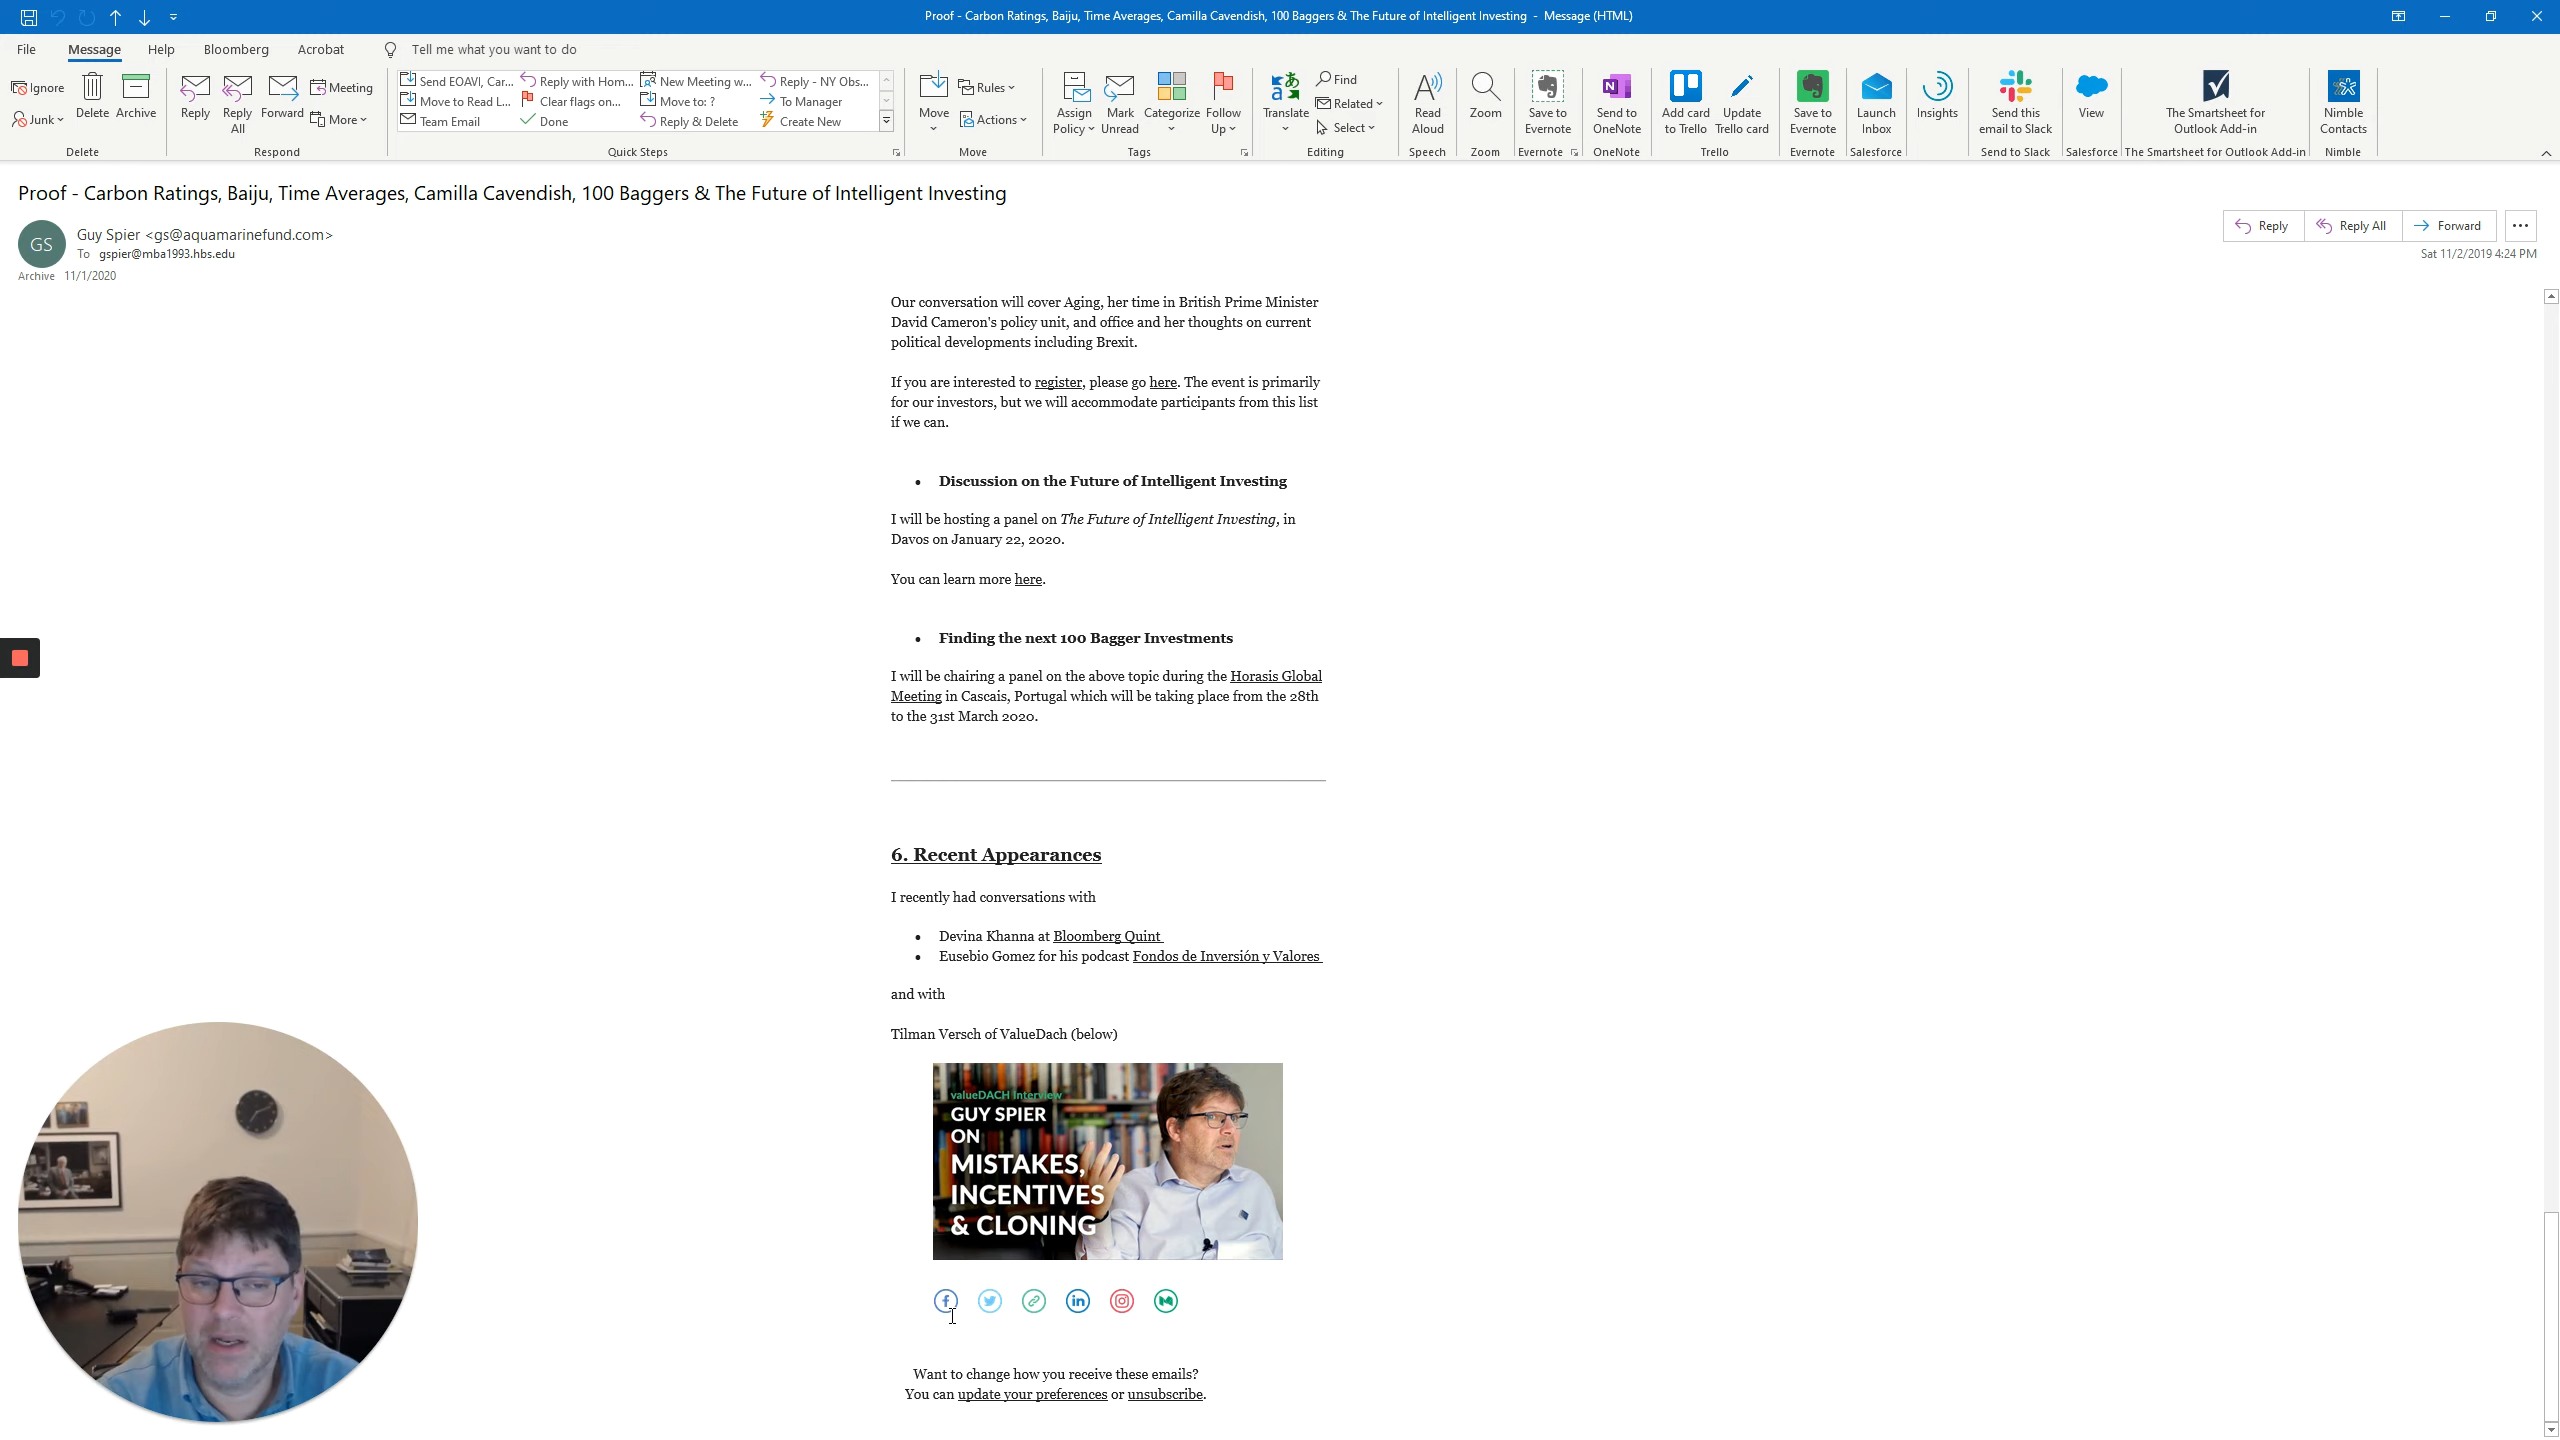 Proof - Carbon Ratings, Baiju, Time Averages, Camilla Cavendish, 100 Baggers & The Future of Intelligent Investing - Message (HTML)
File Message Help Bloomberg Acrobat Tell me what you want to do
Ignore
Junk
Delete
Archive
Delete
Reply
Reply All
Forward
Meeting
More
Respond
Send EOAVI, Car... Reply with Hom... New Meeting w... Reply - NY Obs...
Move to Read L... Clear flags on... Move to: ? To Manager
Team Email Done Reply & Delete Create New
Quick Steps
Move
Rules
Actions
Move
Assign Policy
Mark Unread
Categorize
Follow Up
Tags
Translate
Find
Related
Select
Editing
Read Aloud
Speech
Zoom
Zoom
Save to Evernote
Evernote
Send to OneNote
OneNote
Add card to Trello
Update Trello card
Trello
Save to Evernote
Evernote
Launch Inbox
Salesforce
Insights
Send this email to Slack
Send to Slack
View
Salesforce
The Smartsheet for Outlook Add-in
The Smartsheet for Outlook Add-in
Nimble Contacts
Nimble
Proof - Carbon Ratings, Baiju, Time Averages, Camilla Cavendish, 100 Baggers & The Future of Intelligent Investing
GS
Guy Spier <gs@aquamarinefund.com>
To gspier@mba1993.hbs.edu
Archive 11/1/2020
Reply Reply All Forward
Sat 11/2/2019 4:24 PM
Our conversation will cover Aging, her time in British Prime Minister
David Cameron's policy unit, and office and her thoughts on current
political developments including Brexit.
If you are interested to register, please go here. The event is primarily
for our investors, but we will accommodate participants from this list
if we can.
• Discussion on the Future of Intelligent Investing
I will be hosting a panel on The Future of Intelligent Investing, in
Davos on January 22, 2020.
You can learn more here.
• Finding the next 100 Bagger Investments
I will be chairing a panel on the above topic during the Horasis Global
Meeting in Cascais, Portugal which will be taking place from the 28th
to the 31st March 2020.
6. Recent Appearances
I recently had conversations with
• Devina Khanna at Bloomberg Quint
• Eusebio Gomez for his podcast Fondos de Inversión y Valores
and with
Tilman Versch of ValueDach (below)
valueDACH Interview
GUY SPIER
ON
MISTAKES,
INCENTIVES
& CLONING
Want to change how you receive these emails?
You can update your preferences or unsubscribe.